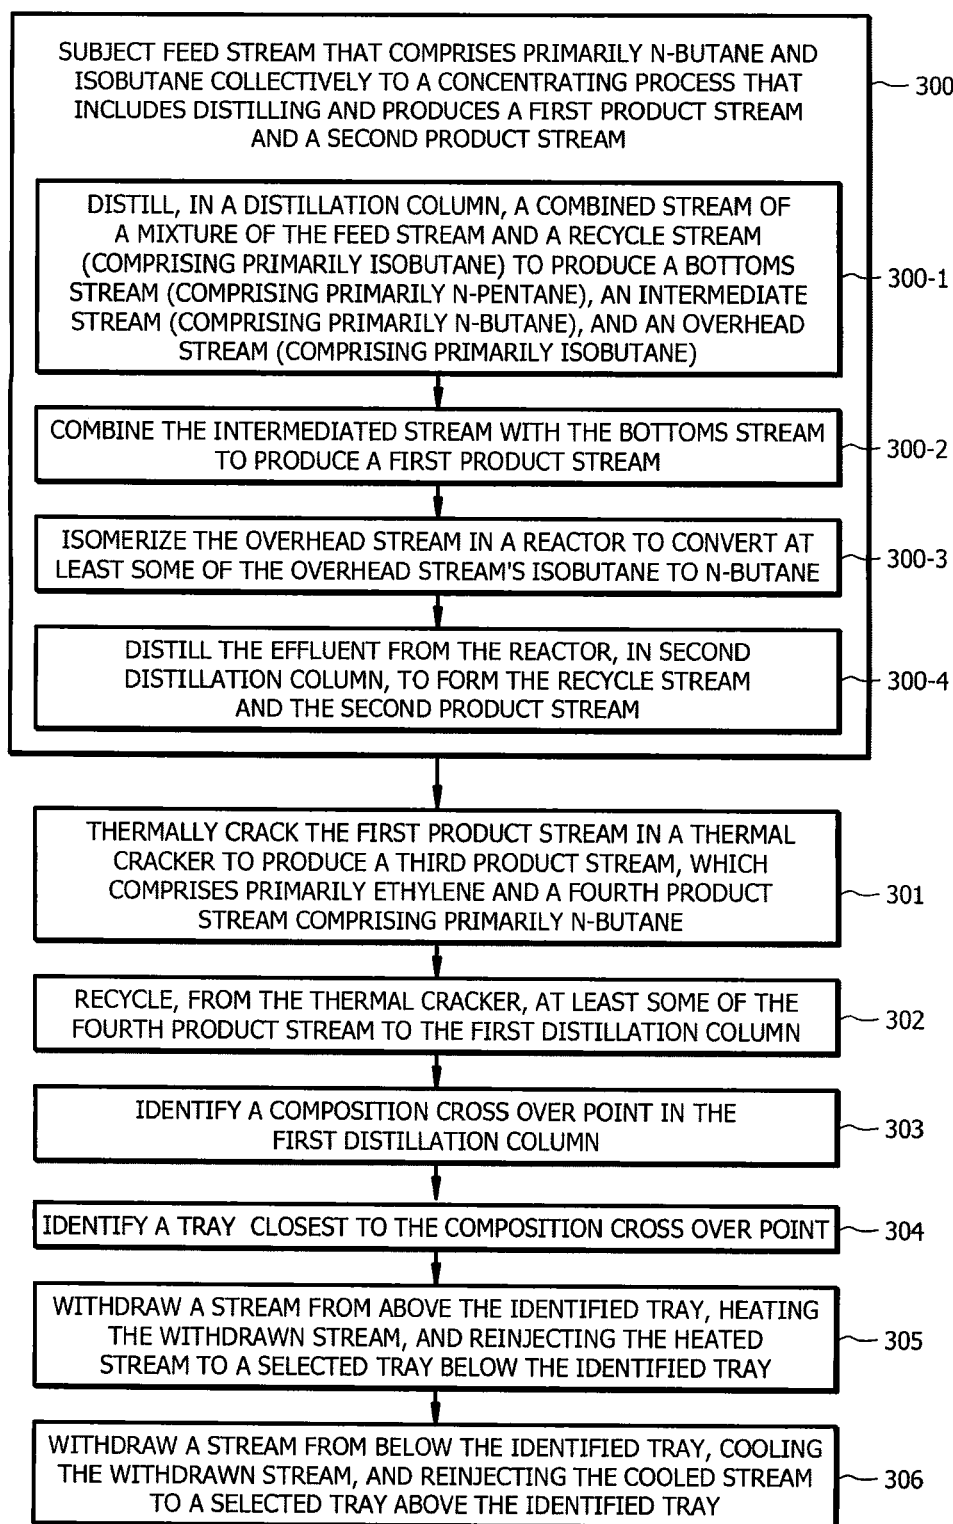 SUBJECT FEED STREAM THAT COMPRISES PRIMARILY N-BUTANE AND
ISOBUTANE COLLECTIVELY TO A CONCENTRATING PROCESS THAT
INCLUDES DISTILLING AND PRODUCES A FIRST PRODUCT STREAM
AND A SECOND PRODUCT STREAM
300
DISTILL, IN A DISTILLATION COLUMN, A COMBINED STREAM OF
A MIXTURE OF THE FEED STREAM AND A RECYCLE STREAM
(COMPRISING PRIMARILY ISOBUTANE) TO PRODUCE A BOTTOMS
STREAM (COMPRISING PRIMARILY N-PENTANE), AN INTERMEDIATE
STREAM (COMPRISING PRIMARILY N-BUTANE), AND AN OVERHEAD
STREAM (COMPRISING PRIMARILY ISOBUTANE)
300-1
COMBINE THE INTERMEDIATED STREAM WITH THE BOTTOMS STREAM
TO PRODUCE A FIRST PRODUCT STREAM
300-2
ISOMERIZE THE OVERHEAD STREAM IN A REACTOR TO CONVERT AT
LEAST SOME OF THE OVERHEAD STREAM'S ISOBUTANE TO N-BUTANE
300-3
DISTILL THE EFFLUENT FROM THE REACTOR, IN SECOND
DISTILLATION COLUMN, TO FORM THE RECYCLE STREAM
AND THE SECOND PRODUCT STREAM
300-4
THERMALLY CRACK THE FIRST PRODUCT STREAM IN A THERMAL
CRACKER TO PRODUCE A THIRD PRODUCT STREAM, WHICH
COMPRISES PRIMARILY ETHYLENE AND A FOURTH PRODUCT
STREAM COMPRISING PRIMARILY N-BUTANE
301
RECYCLE, FROM THE THERMAL CRACKER, AT LEAST SOME OF THE
FOURTH PRODUCT STREAM TO THE FIRST DISTILLATION COLUMN
302
IDENTIFY A COMPOSITION CROSS OVER POINT IN THE
FIRST DISTILLATION COLUMN
303
IDENTIFY A TRAY CLOSEST TO THE COMPOSITION CROSS OVER POINT
304
WITHDRAW A STREAM FROM ABOVE THE IDENTIFIED TRAY, HEATING
THE WITHDRAWN STREAM, AND REINJECTING THE HEATED
STREAM TO A SELECTED TRAY BELOW THE IDENTIFIED TRAY
305
WITHDRAW A STREAM FROM BELOW THE IDENTIFIED TRAY, COOLING
THE WITHDRAWN STREAM, AND REINJECTING THE COOLED STREAM
TO A SELECTED TRAY ABOVE THE IDENTIFIED TRAY
306